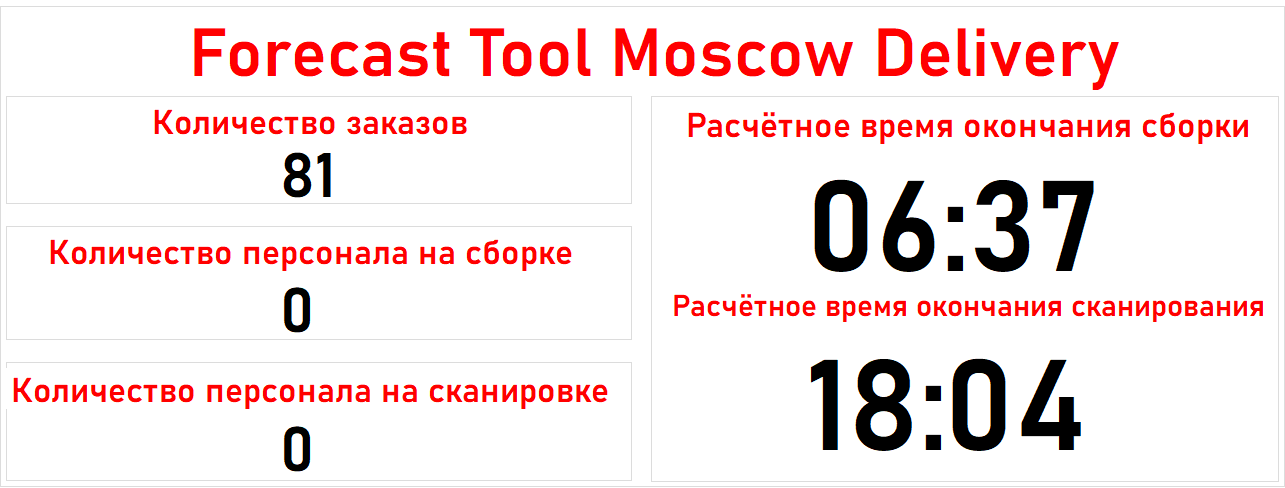 Forecast Tool Moscow Delivery
Количество заказов
81
Количество персонала на сборке
0
Количество персонала на сканировке
0
Расчётное время окончания сборки
06:37
Расчётное время окончания сканирования
18:04